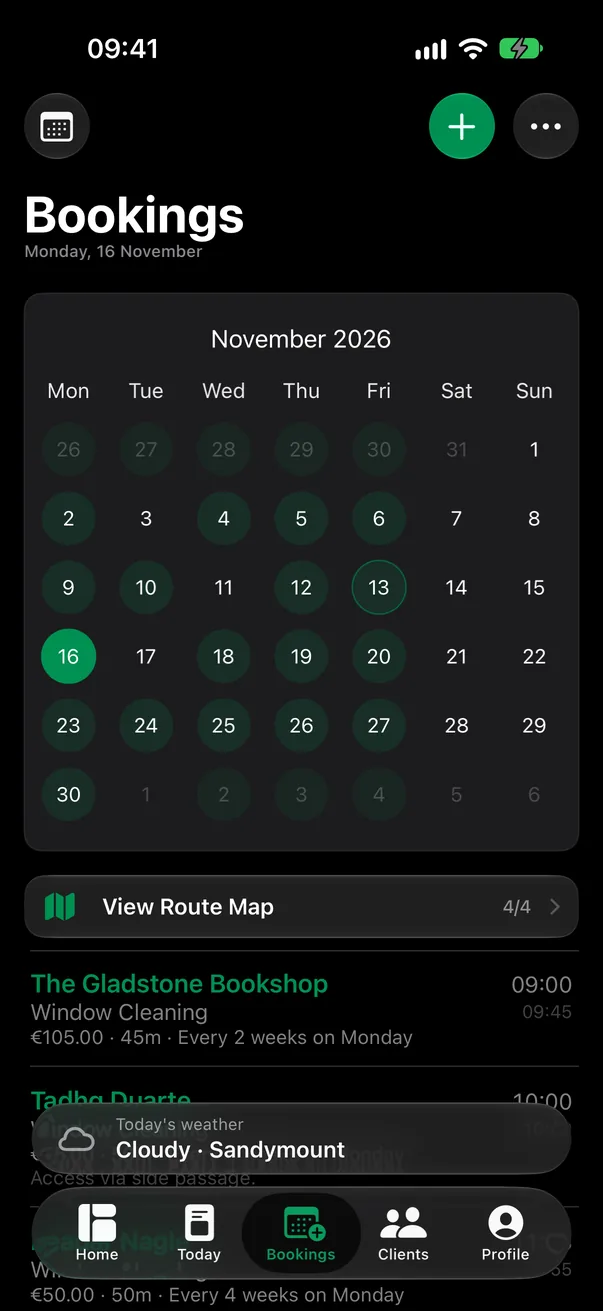 09:41
Bookings
Monday, 16 November
November 2026
Mon Tue Wed Thu Fri Sat Sun
26 27 28 29 30 31 1
2 3 4 5 6 7 8
9 10 11 12 13 14 15
16 17 18 19 20 21 22
23 24 25 26 27 28 29
30 1 2 3 4 5 6
View Route Map 4/4
The Gladstone Bookshop 09:00
Window Cleaning 09:45
€105.00 · 45m · Every 2 weeks on Monday
Tadhg Duarte 10:00
Today's weather
Cloudy · Sandymount
Access via side passage.
Home Today Bookings Clients Profile
€50.00 · 50m · Every 4 weeks on Monday